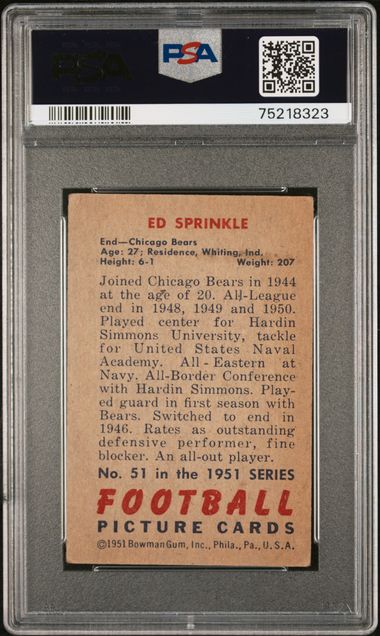 PSA
PSA
75218323
ED SPRINKLE
End—Chicago Bears
Age: 27; Residence, Whiting, Ind.
Height: 6-1 Weight: 207
Joined Chicago Bears in 1944
at the age of 20. All-League
end in 1948, 1949 and 1950.
Played center for Hardin
Simmons University, tackle
for United States Naval
Academy. All-Eastern at
Navy. All-Border Conference
with Hardin Simmons. Play-
ed guard in first season with
Bears. Switched to end in
1946. Rates as outstanding
defensive performer, fine
blocker. An all-out player.
No. 51 in the 1951 SERIES
FOOTBALL
PICTURE CARDS
©1951 Bowman Gum, Inc., Phila., Pa., U.S.A.